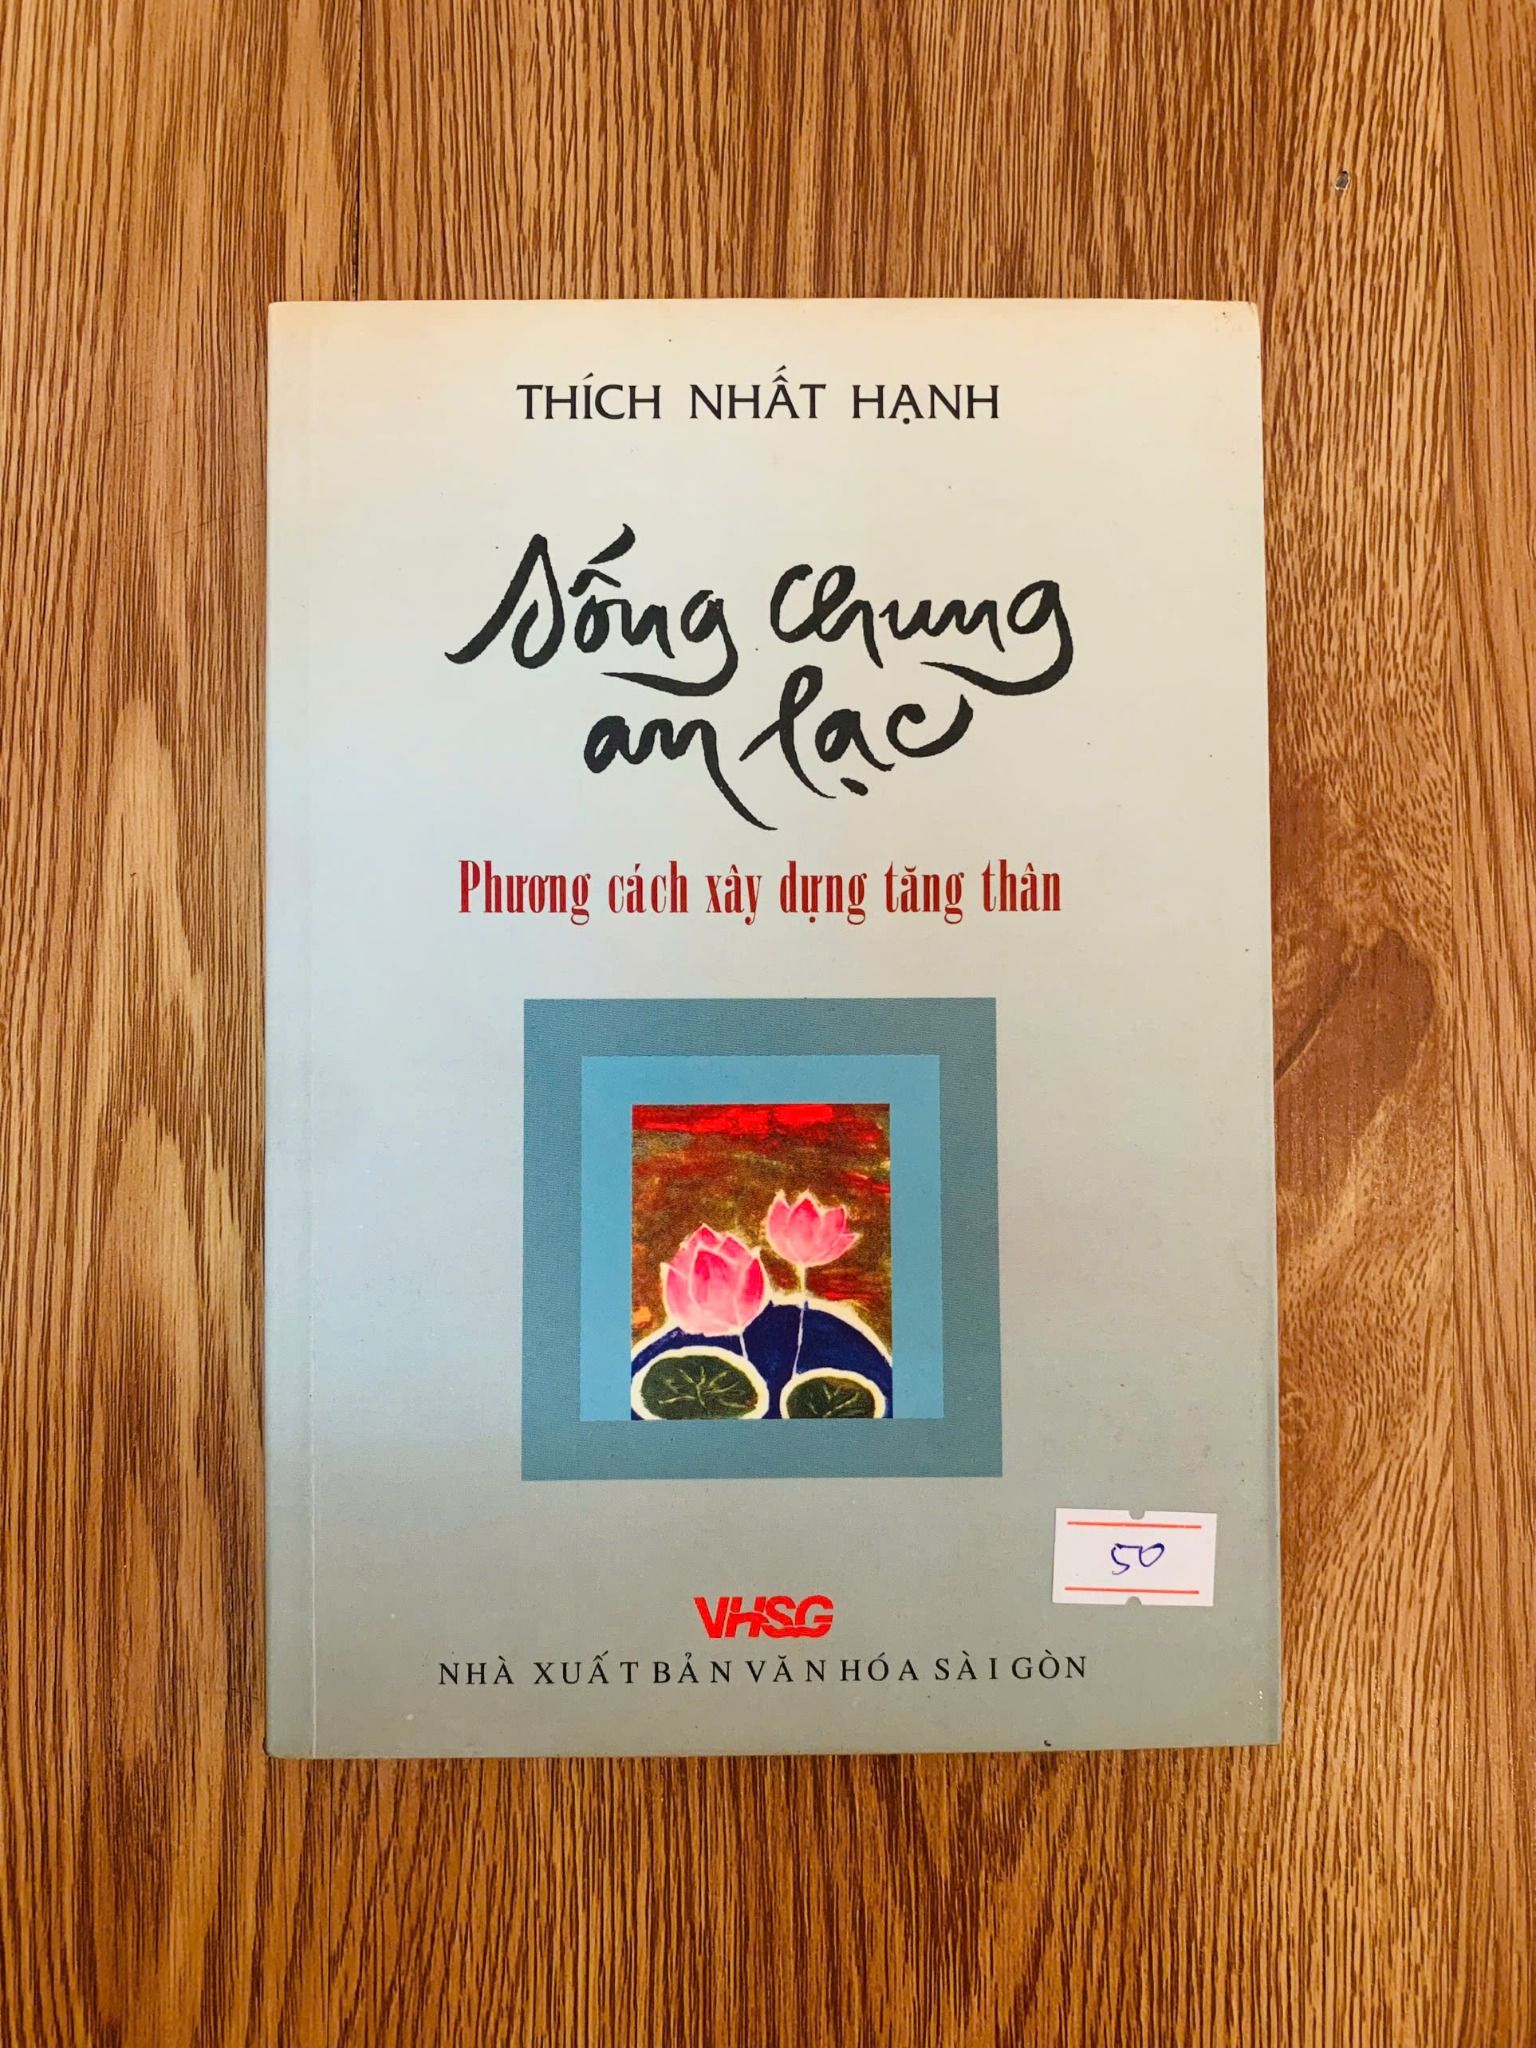 THÍCH NHẤT HẠNH
Sống chung
an lạc
Phương cách xây dựng tăng thân
50
VHSG
NHÀ XUẤT BẢN VĂN HÓA SÀI GÒN